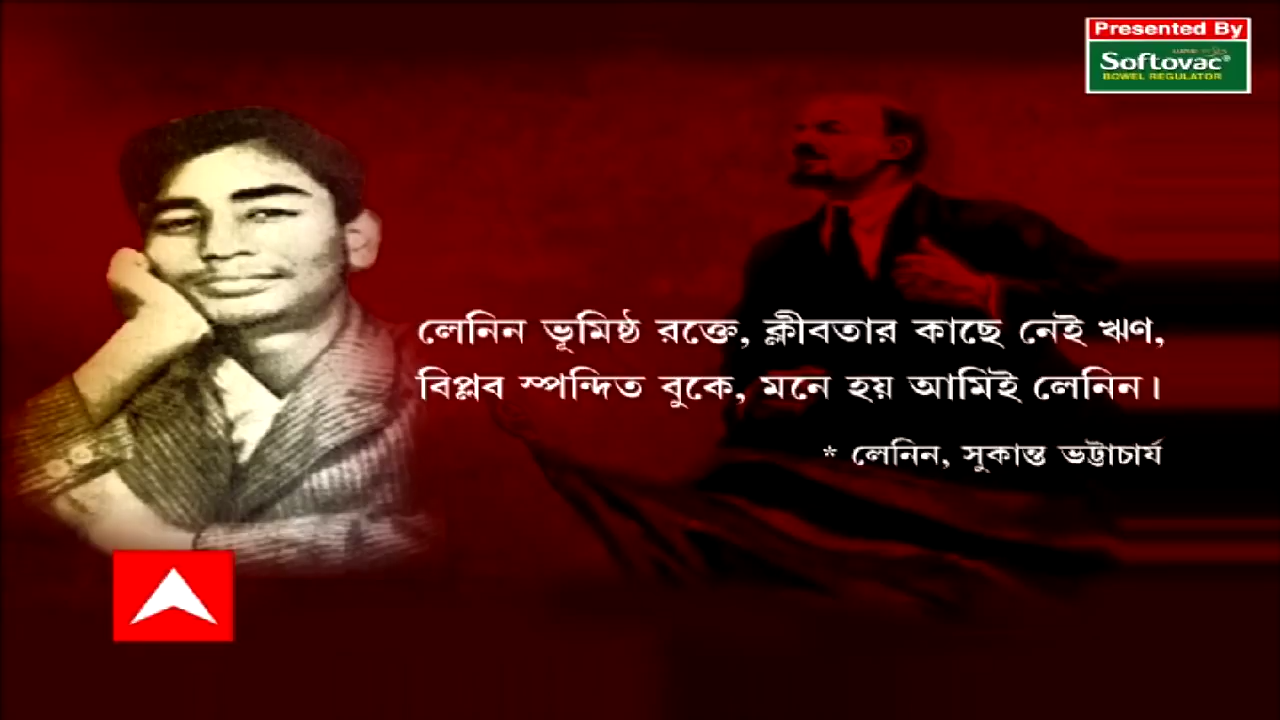 Presented By
Softovac®
BOWEL REGULATOR
লেনিন ভূমিষ্ঠ রক্তে, ক্লীবতার কাছে নেই ঋণ,
বিপ্লব স্পন্দিত বুকে, মনে হয় আমিই লেনিন।
* লেনিন, সুকান্ত ভট্টাচার্য